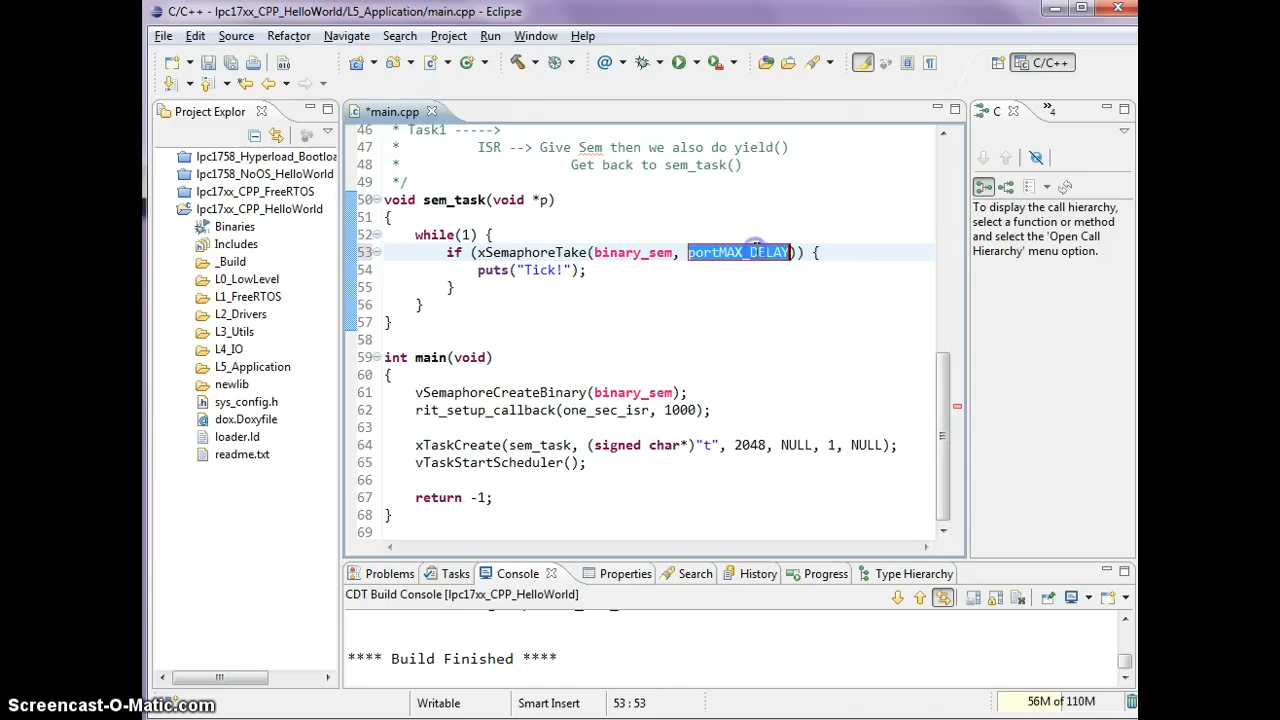 C/C++ - lpc17xx_CPP_HelloWorld/L5_Application/main.cpp - Eclipse
File Edit Source Refactor Navigate Search Project Run Window Help
C/C++
Project Explor
*main.cpp
C
4
lpc1758_Hyperload_Bootloa
lpc1758_NoOS_HelloWorld
lpc17xx_CPP_FreeRTOS
lpc17xx_CPP_HelloWorld
Binaries
Includes
_Build
L0_LowLevel
L1_FreeRTOS
L2_Drivers
L3_Utils
L4_IO
L5_Application
newlib
sys_config.h
dox.Doxyfile
loader.ld
readme.txt
46 * Task1 ----->
47 * ISR --> Give Sem then we also do yield()
48 * Get back to sem_task()
49 */
50 void sem_task(void *p)
51 {
52 while(1) {
53 if (xSemaphoreTake(binary_sem, portMAX_DELAY)) {
54 puts("Tick!");
55 }
56 }
57 }
58
59 int main(void)
60 {
61 vSemaphoreCreateBinary(binary_sem);
62 rit_setup_callback(one_sec_isr, 1000);
63
64 xTaskCreate(sem_task, (signed char*)"t", 2048, NULL, 1, NULL);
65 vTaskStartScheduler();
66
67 return -1;
68 }
69
To display the call hierarchy,
select a function or method
and select the 'Open Call
Hierarchy' menu option.
Problems Tasks Console Properties Search History Progress Type Hierarchy
CDT Build Console [lpc17xx_CPP_HelloWorld]
**** Build Finished ****
Writable Smart Insert 53 : 53 56M of 110M
Screencast-O-Matic.com